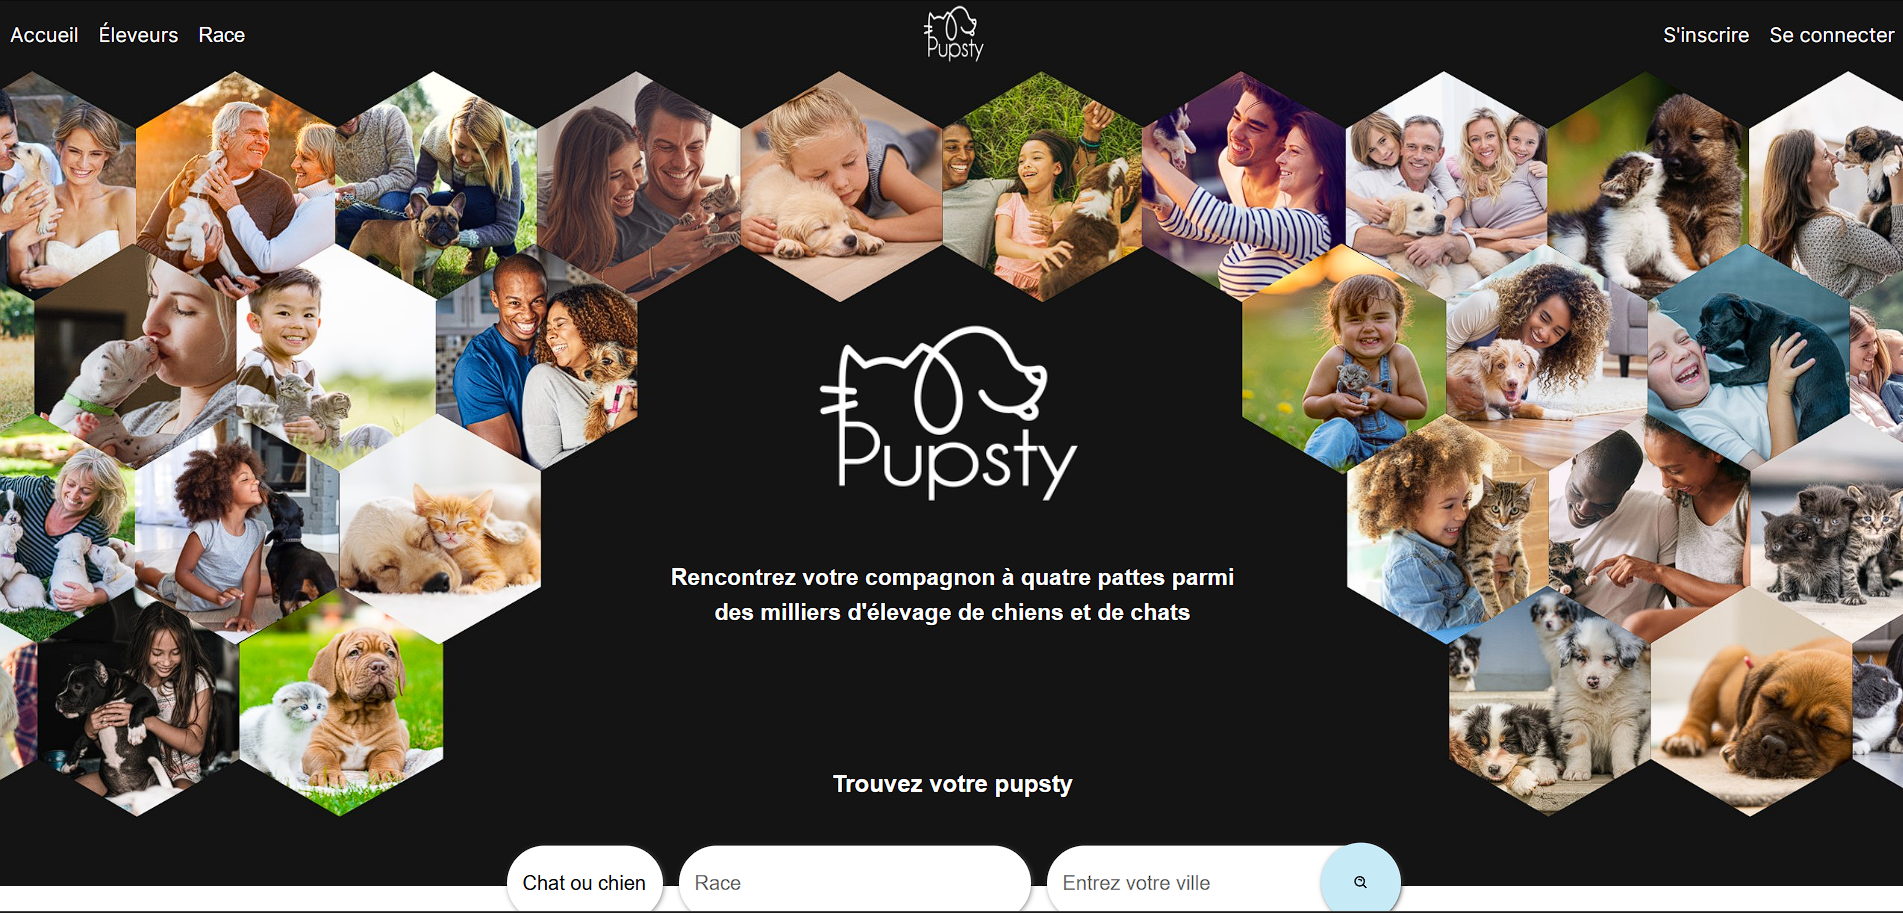 Accueil Éleveurs Race
Pupsty
S'inscrire Se connecter
Pupsty
Rencontrez votre compagnon à quatre pattes parmi
des milliers d'élevage de chiens et de chats
Trouvez votre pupsty
Chat ou chien
Race
Entrez votre ville